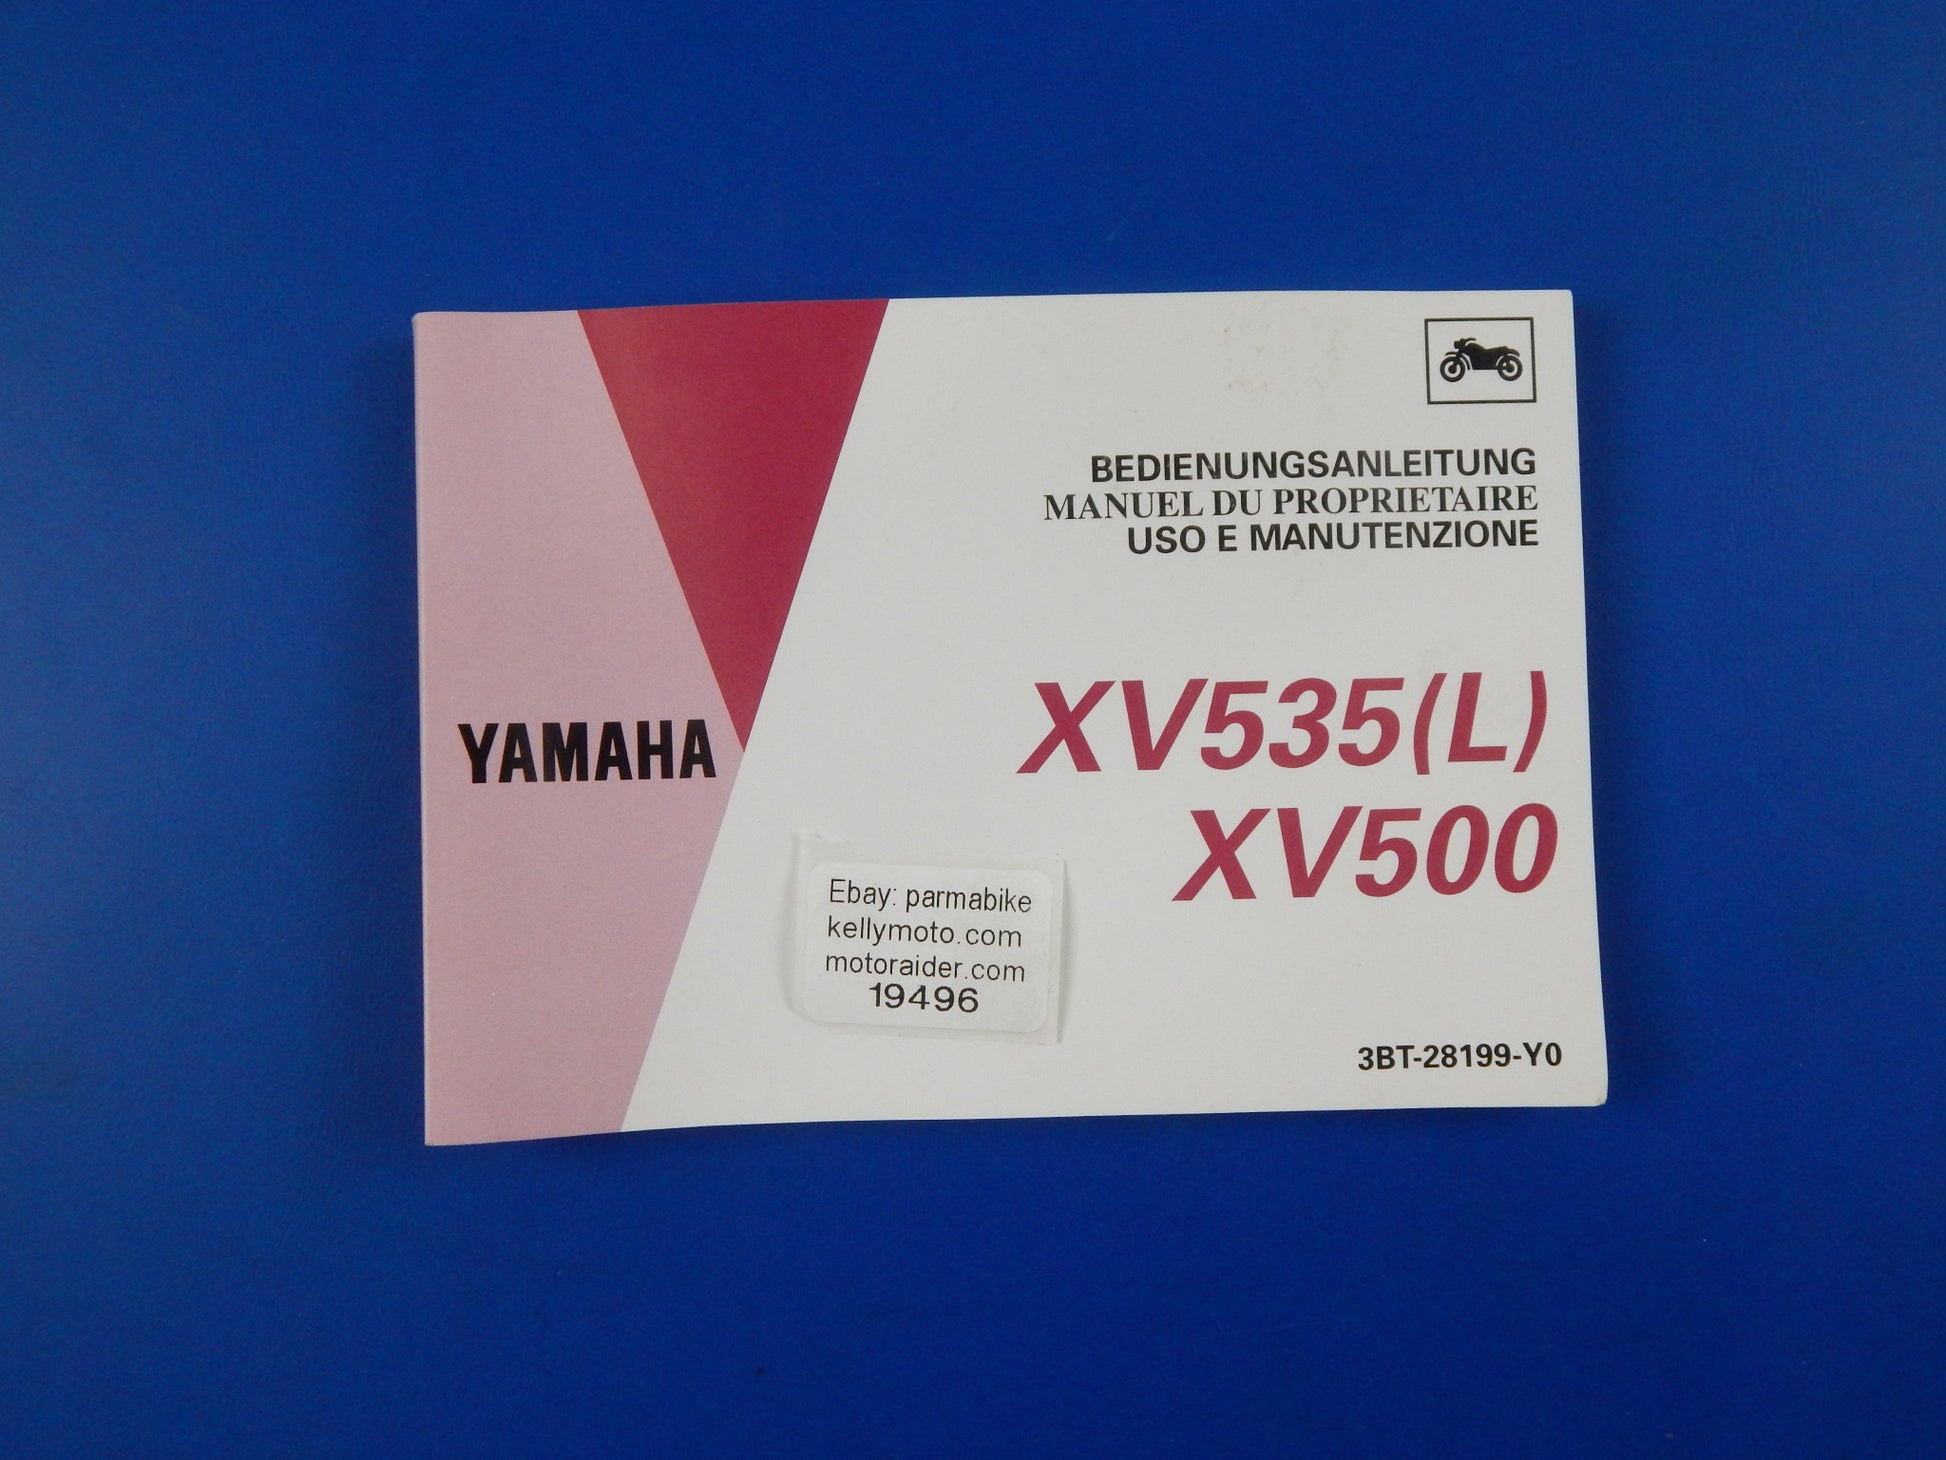 BEDIENUNGSANLEITUNG
MANUEL DU PROPRIETAIRE
USO E MANUTENZIONE
XV535(L)
XV500
YAMAHA
Ebay: parmabike
kellymoto.com
motoraider.com
19496
3BT-28199-Y0